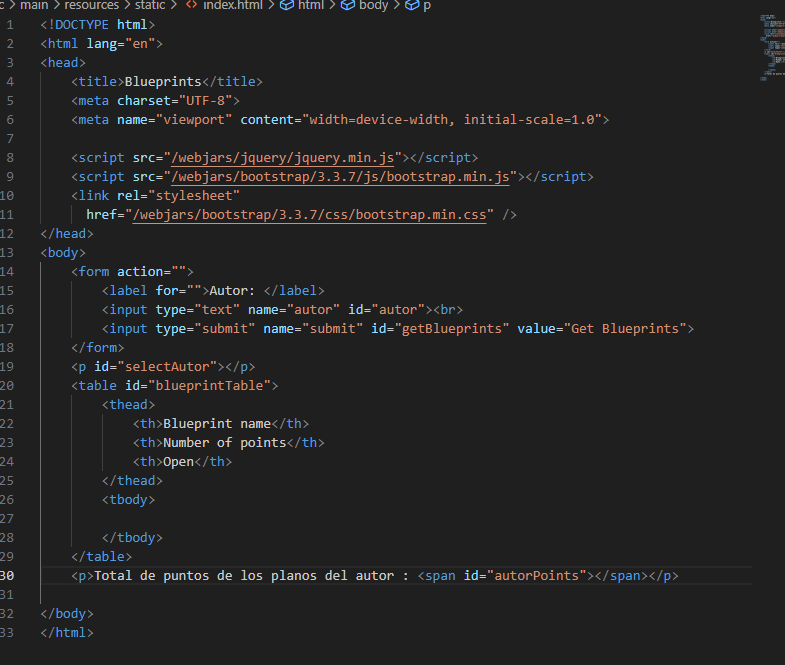 c > main > resources > static > <> index.html > html > body > p
1 <!DOCTYPE html>
2 <html lang="en">
3 <head>
4     <title>Blueprints</title>
5     <meta charset="UTF-8">
6     <meta name="viewport" content="width=device-width, initial-scale=1.0">
7
8     <script src="/webjars/jquery/jquery.min.js"></script>
9     <script src="/webjars/bootstrap/3.3.7/js/bootstrap.min.js"></script>
10     <link rel="stylesheet"
11       href="/webjars/bootstrap/3.3.7/css/bootstrap.min.css" />
12 </head>
13 <body>
14     <form action="">
15         <label for="">Autor: </label>
16         <input type="text" name="autor" id="autor"><br>
17         <input type="submit" name="submit" id="getBlueprints" value="Get Blueprints">
18     </form>
19     <p id="selectAutor"></p>
20     <table id="blueprintTable">
21         <thead>
22             <th>Blueprint name</th>
23             <th>Number of points</th>
24             <th>Open</th>
25         </thead>
26         <tbody>
27
28         </tbody>
29     </table>
30     <p>Total de puntos de los planos del autor : <span id="autorPoints"></span></p>
31
32 </body>
33 </html>